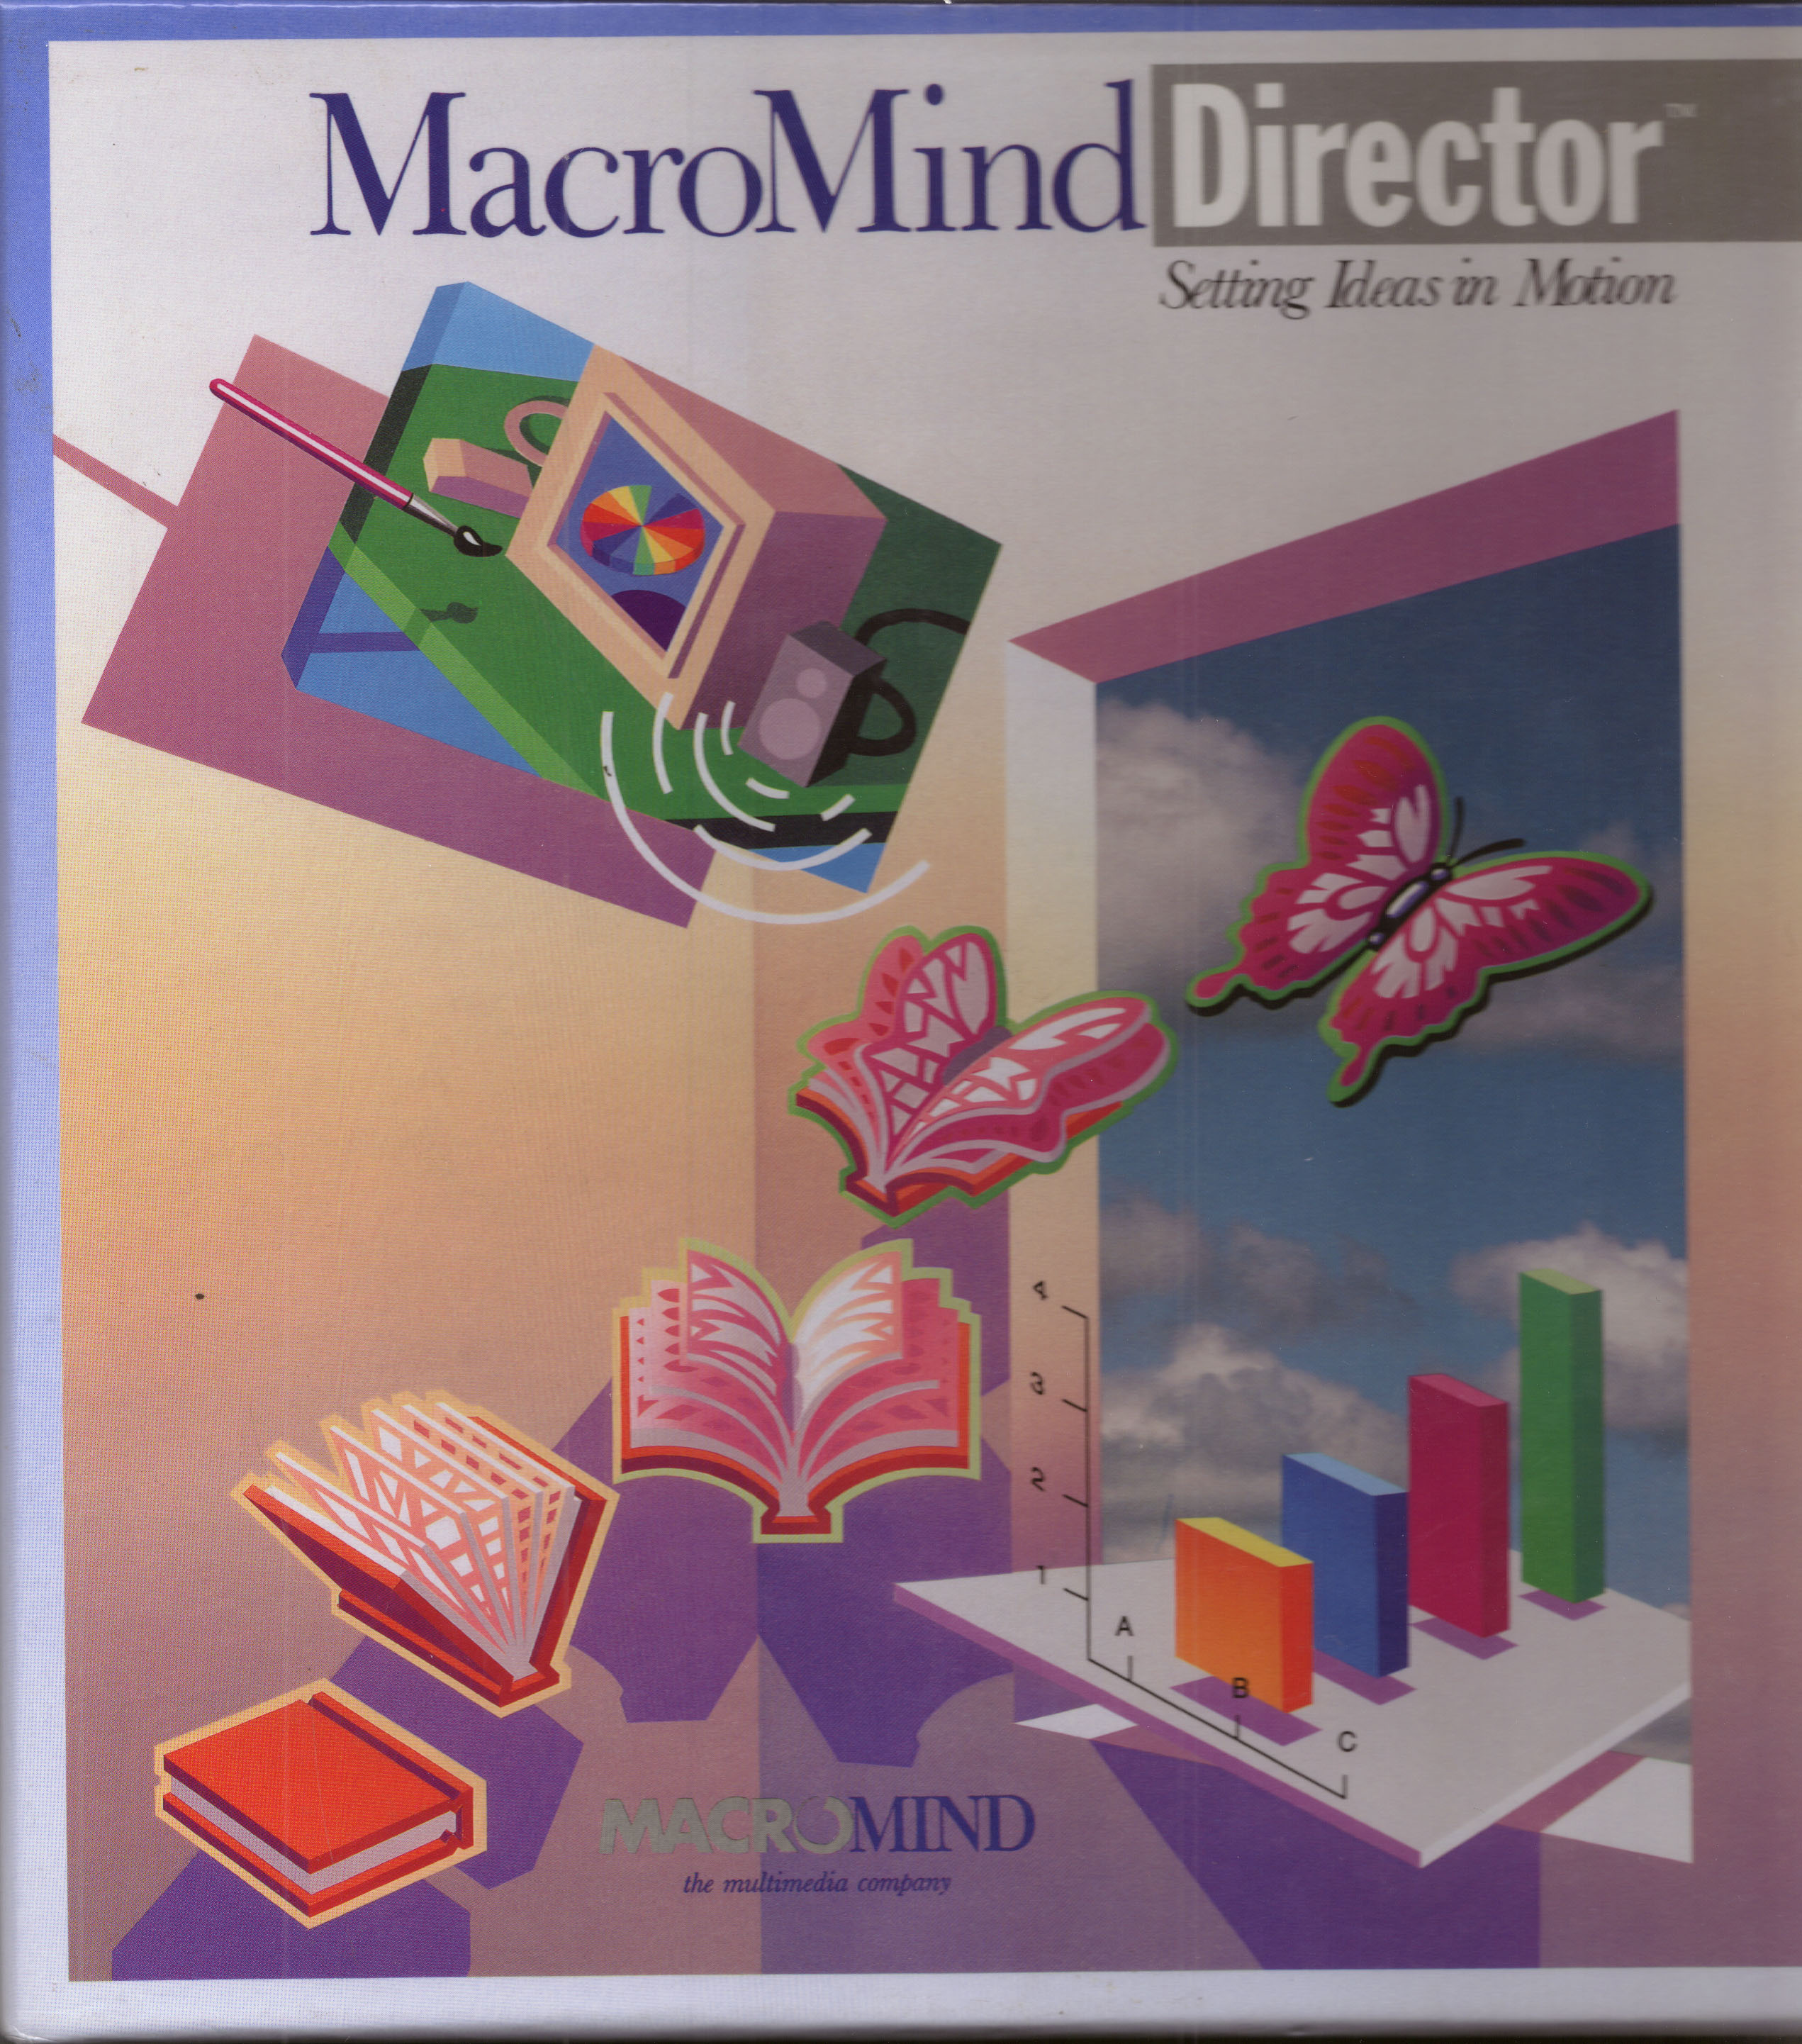 MacroMind Director™
Setting Ideas in Motion
4
3
2
1
A
B
C
MACROMIND
the multimedia company